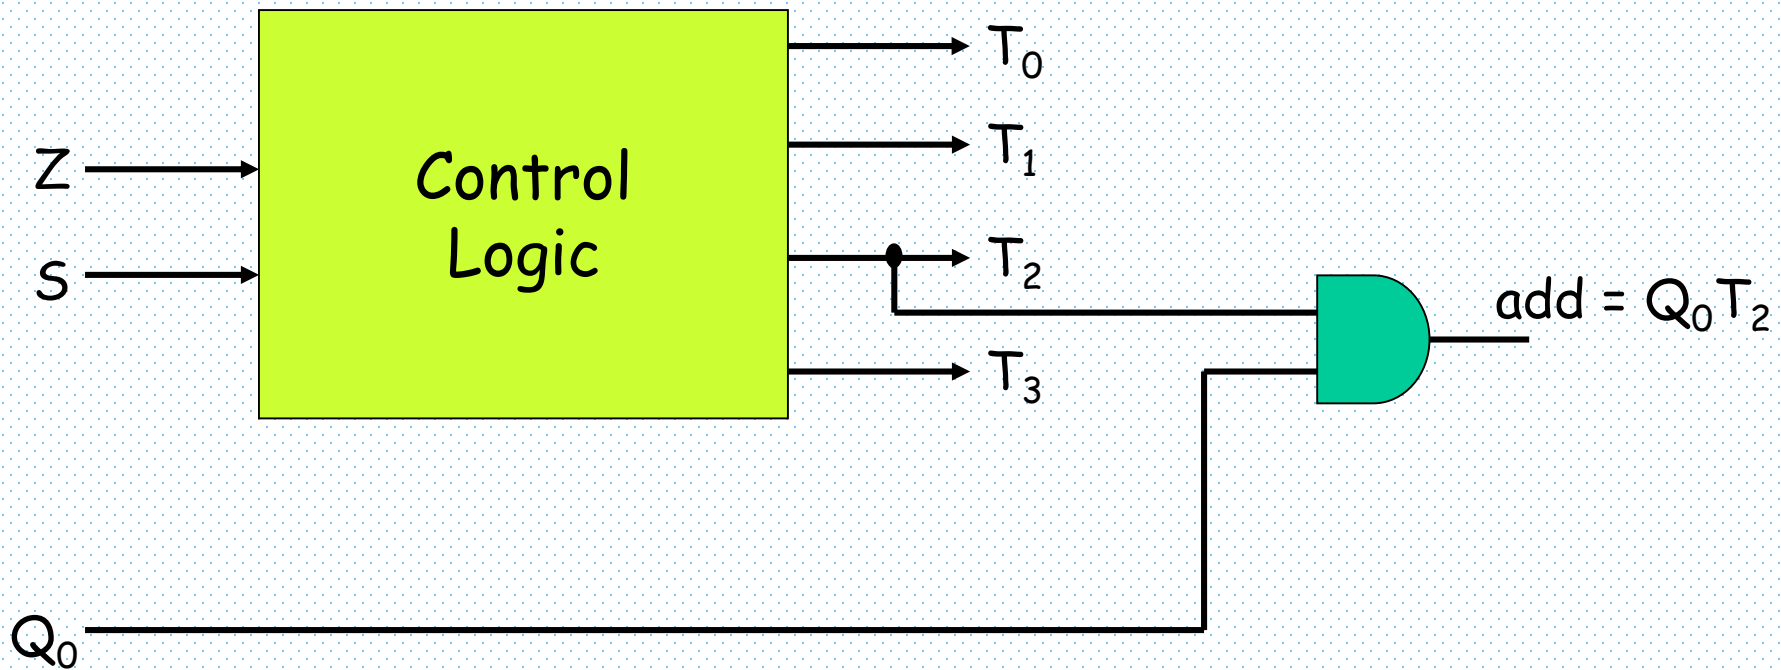 T0
T1
Z
Control
Logic
S
T2
add = Q0T2
T3
Q0